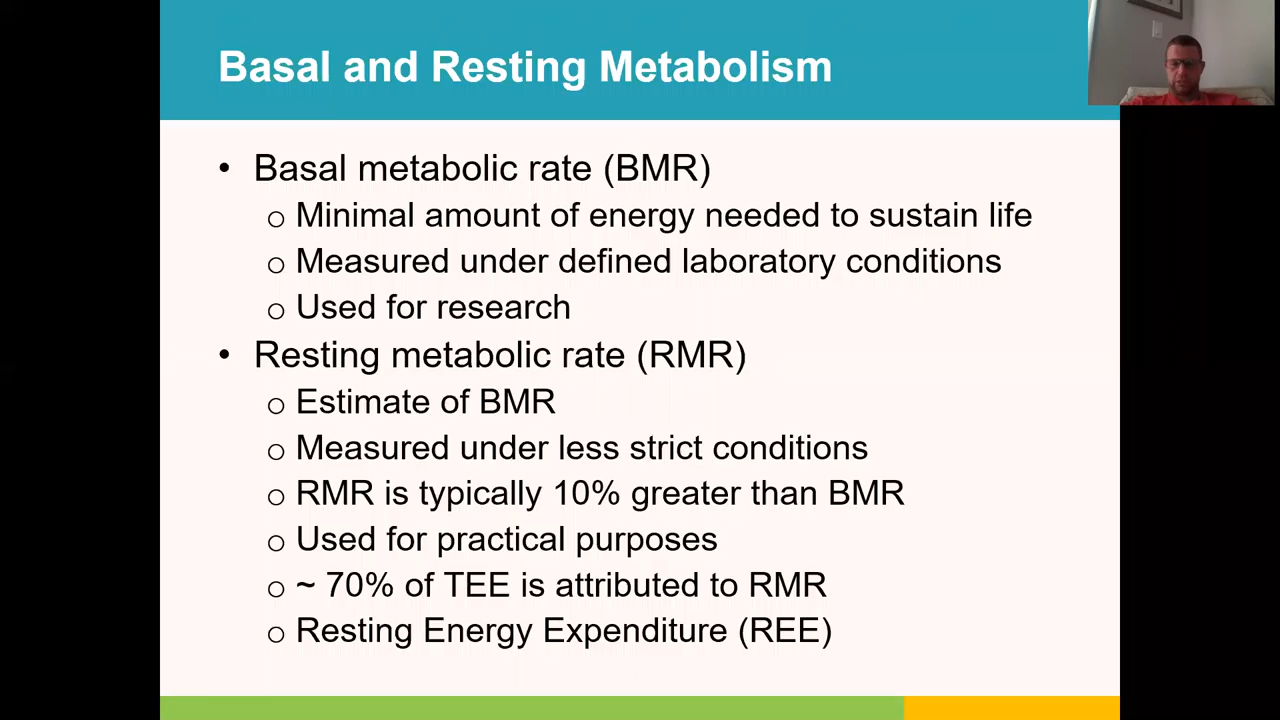 Basal and Resting Metabolism
• Basal metabolic rate (BMR)
o Minimal amount of energy needed to sustain life
o Measured under defined laboratory conditions
o Used for research
• Resting metabolic rate (RMR)
o Estimate of BMR
o Measured under less strict conditions
o RMR is typically 10% greater than BMR
o Used for practical purposes
o ~ 70% of TEE is attributed to RMR
o Resting Energy Expenditure (REE)